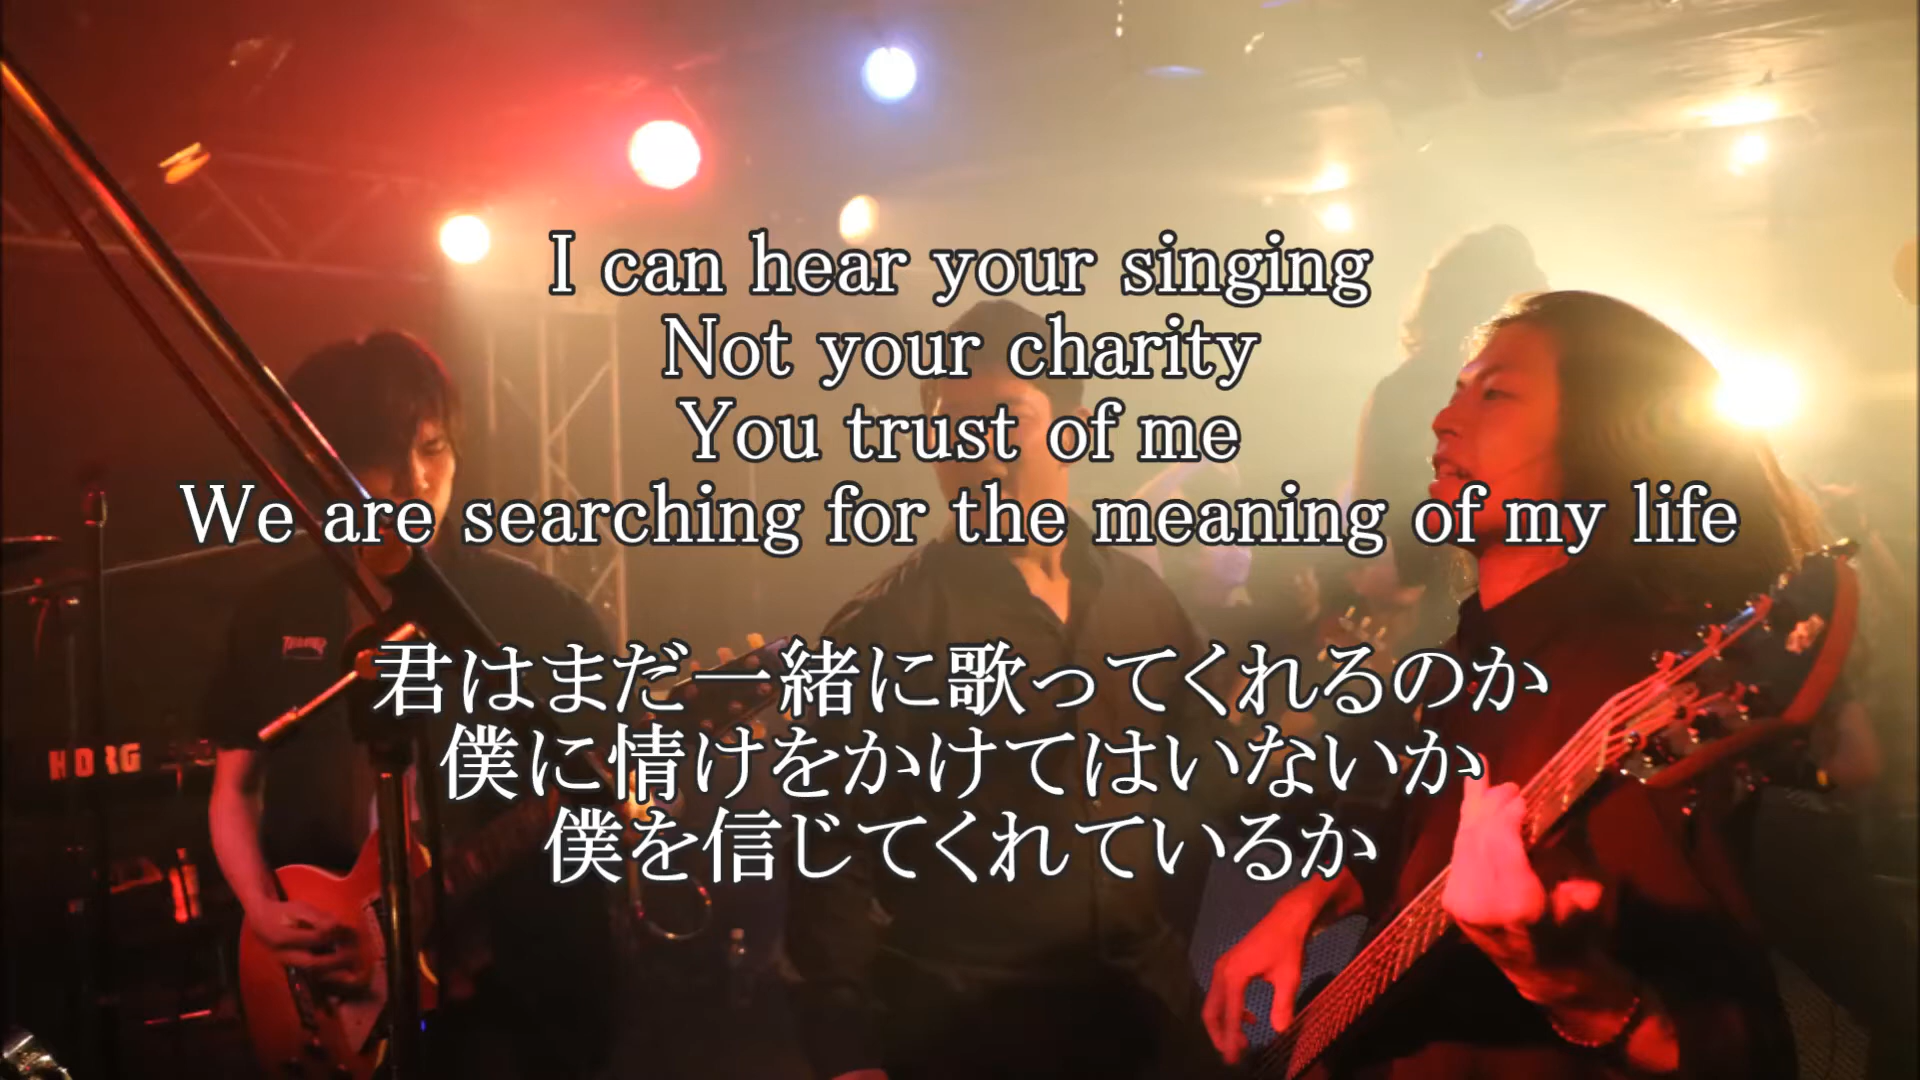 I can hear your singing
Not your charity
You trust of me
We are searching for the meaning of my life
君はまだ一緒に歌ってくれるのか
僕に情けをかけてはいないか
僕を信じてくれているか
THRASHER
KORG